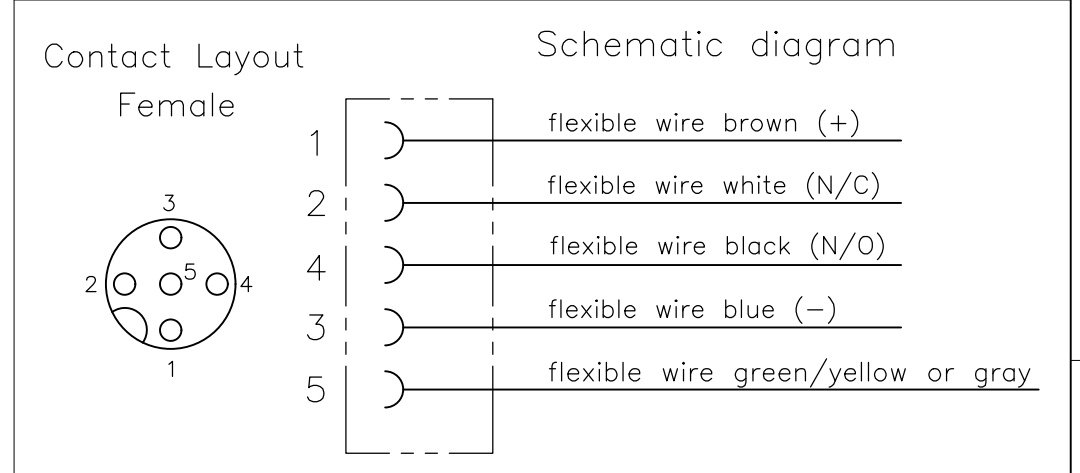 Contact Layout
Female
3
2
5
4
1
Schematic diagram
1 flexible wire brown (+)
2 flexible wire white (N/C)
4 flexible wire black (N/O)
3 flexible wire blue (–)
5 flexible wire green/yellow or gray